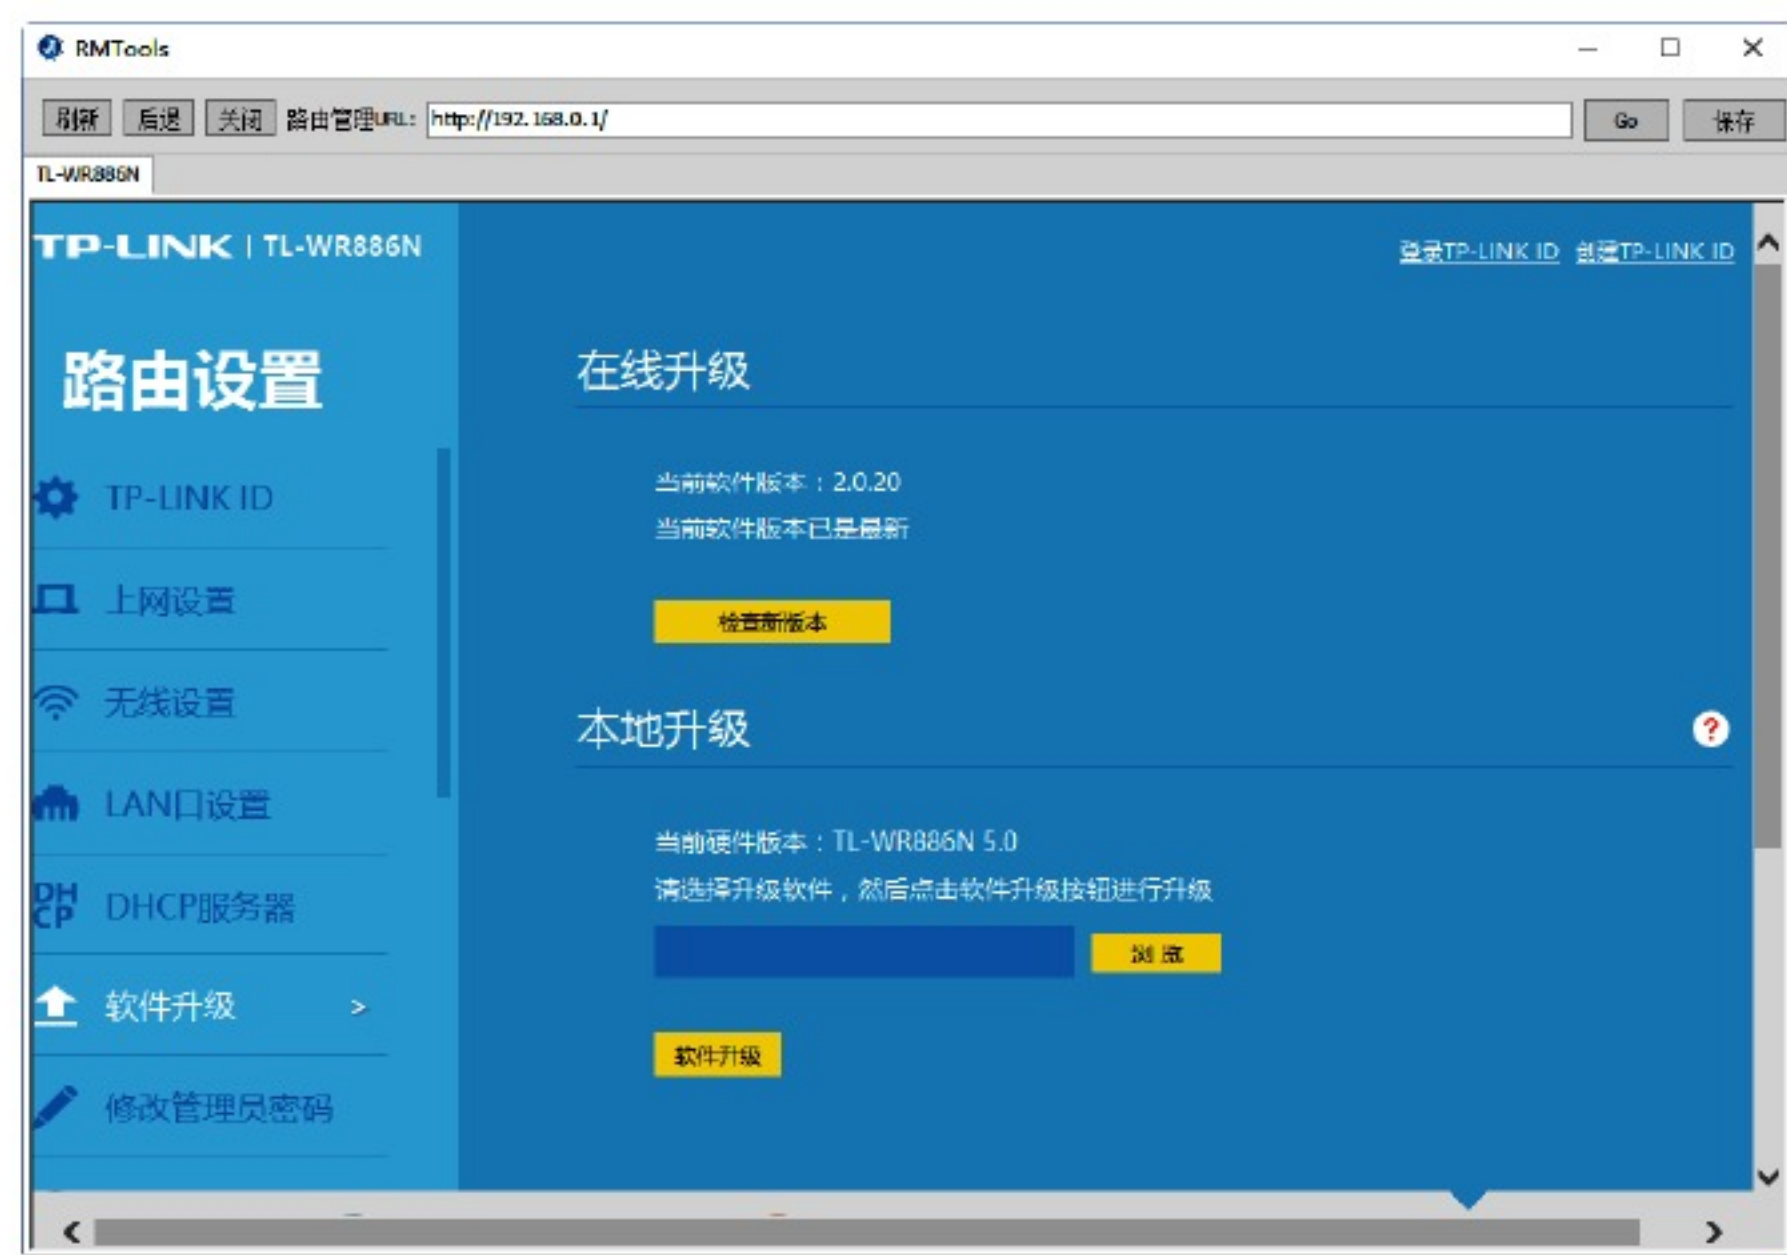 RMTools
刷新 后退 关闭 路由管理URL: http://192.168.0.1/ Go 保存
TL-WR886N
TP-LINK | TL-WR886N
登录TP-LINK ID 创建TP-LINK ID
路由设置
在线升级
TP-LINK ID
当前软件版本：2.0.20
当前软件版本已是最新
上网设置
检查新版本
无线设置
本地升级
?
LAN口设置
当前硬件版本：TL-WR886N 5.0
请选择升级软件，然后点击软件升级按钮进行升级
DHCP
DHCP服务器
浏 览
软件升级 >
软件升级
修改管理员密码